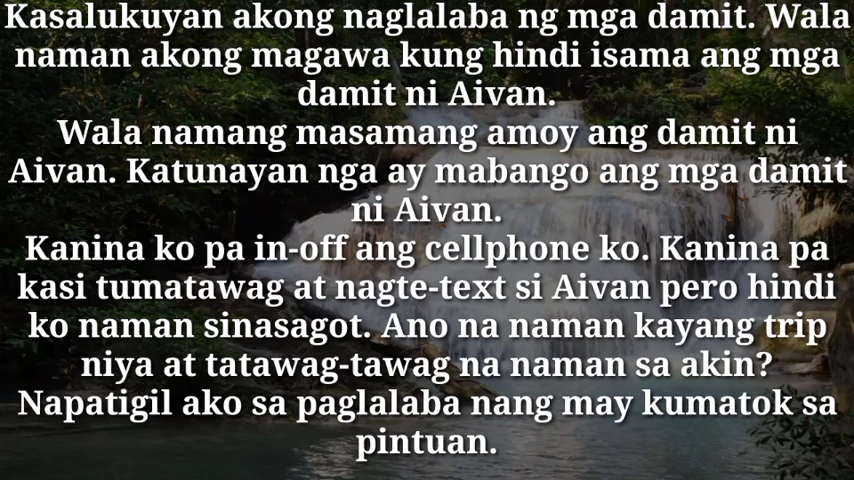 Kasalukuyan akong naglalaba ng mga damit. Wala
naman akong magawa kung hindi isama ang mga
damit ni Aivan.
Wala namang masamang amoy ang damit ni
Aivan. Katunayan nga ay mabango ang mga damit
ni Aivan.
Kanina ko pa in-off ang cellphone ko. Kanina pa
kasi tumatawag at nagte-text si Aivan pero hindi
ko naman sinasagot. Ano na naman kayang trip
niya at tatawag-tawag na naman sa akin?
Napatigil ako sa paglalaba nang may kumatok sa
pintuan.